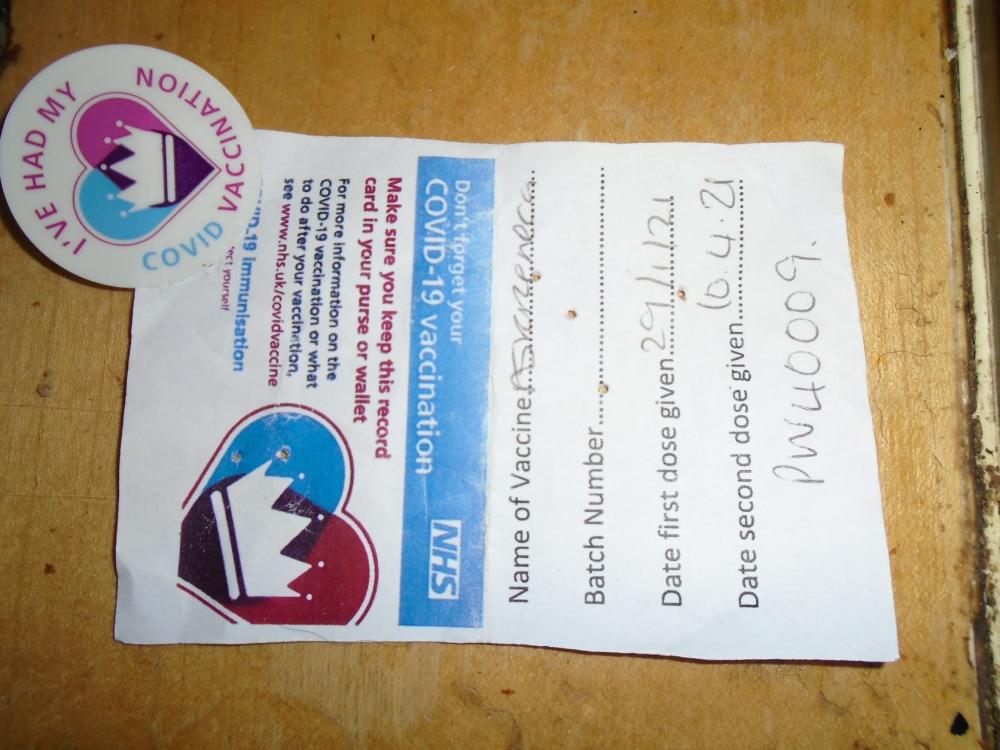 I'VE HAD MY
COVID VACCINATION
Don't forget your
COVID-19 vaccination
NHS
Make sure you keep this record
card in your purse or wallet
For more information on the
COVID-19 vaccination or what
to do after your vaccination,
see www.nhs.uk/covidvaccine
-19 immunisation
yourself
Name of Vaccine
Batch Number
Date first dose given 29/1/21
Date second dose given 10.4.21
PW40009.